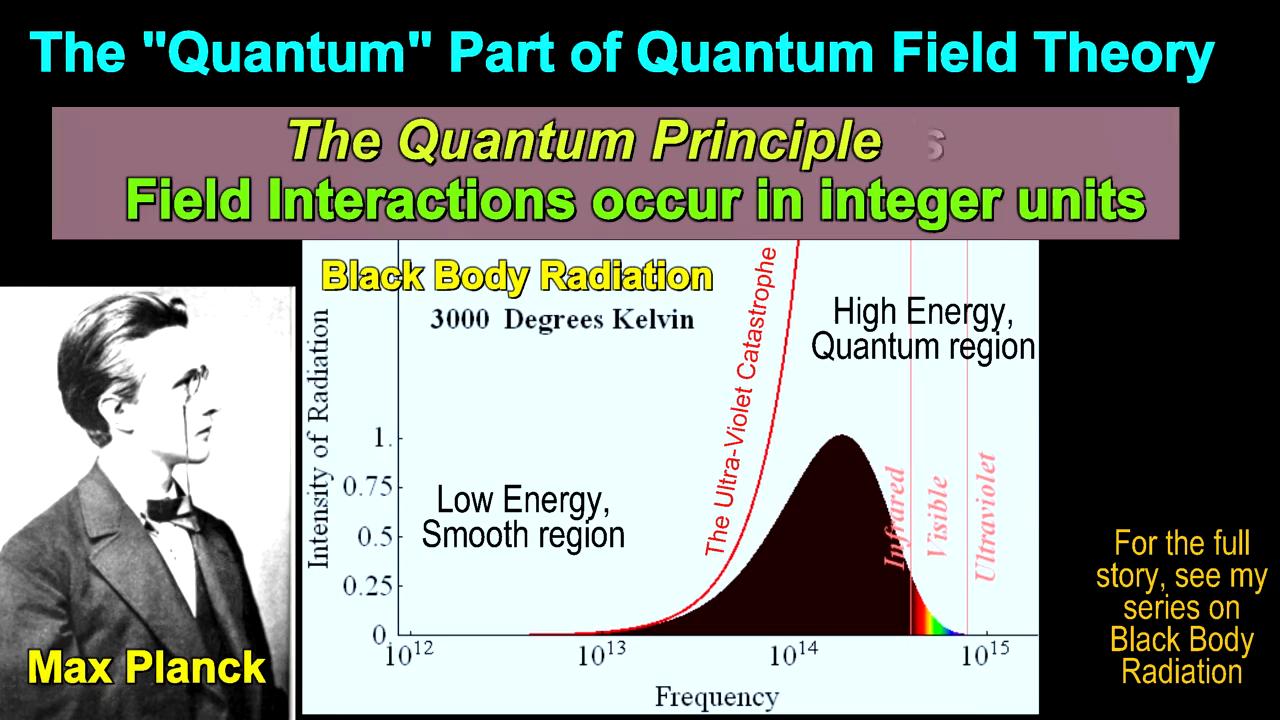 The "Quantum" Part of Quantum Field Theory
The Quantum Principle s
Field Interactions occur in integer units
Black Body Radiation
3000 Degrees Kelvin
High Energy,
Quantum region
The Ultra-Violet Catastrophe
Low Energy,
Smooth region
Intensity of Radiation
1.
0.75
0.5
0.25
0
10¹² 10¹³ 10¹⁴ 10¹⁵
Frequency
Infrared
Visible
Ultraviolet
Max Planck
For the full
story, see my
series on
Black Body
Radiation